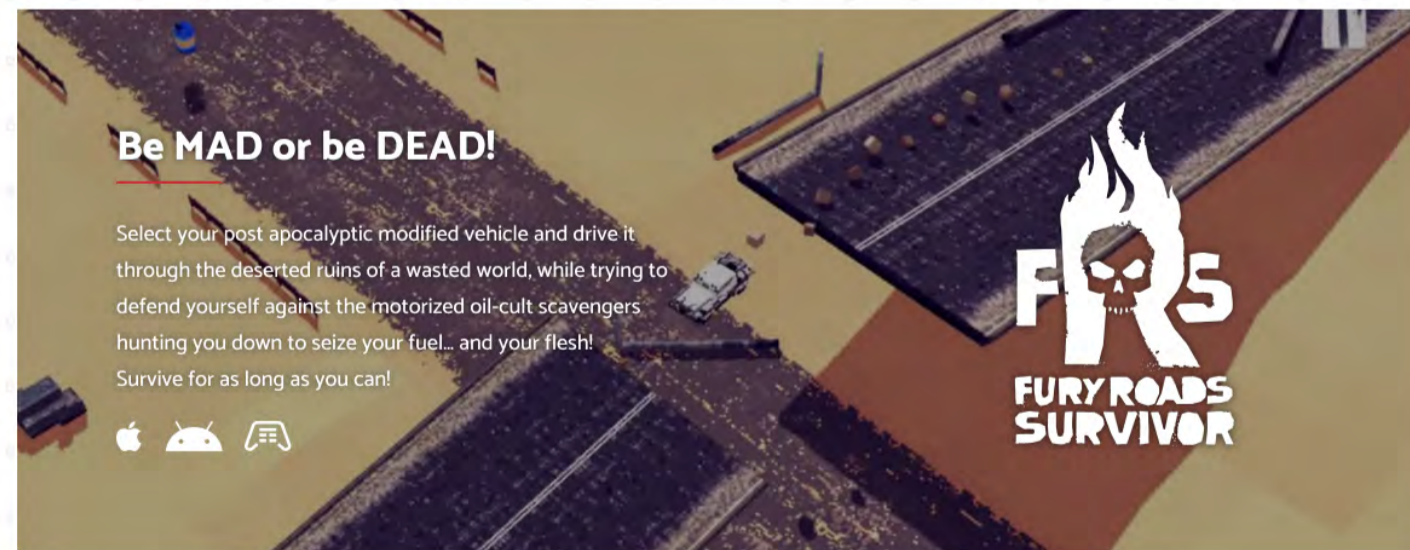 Be MAD or be DEAD!
Select your post apocalyptic modified vehicle and drive it
through the deserted ruins of a wasted world, while trying to
defend yourself against the motorized oil-cult scavengers
hunting you down to seize your fuel... and your flesh!
Survive for as long as you can!
FRS
FURY ROADS
SURVIVOR